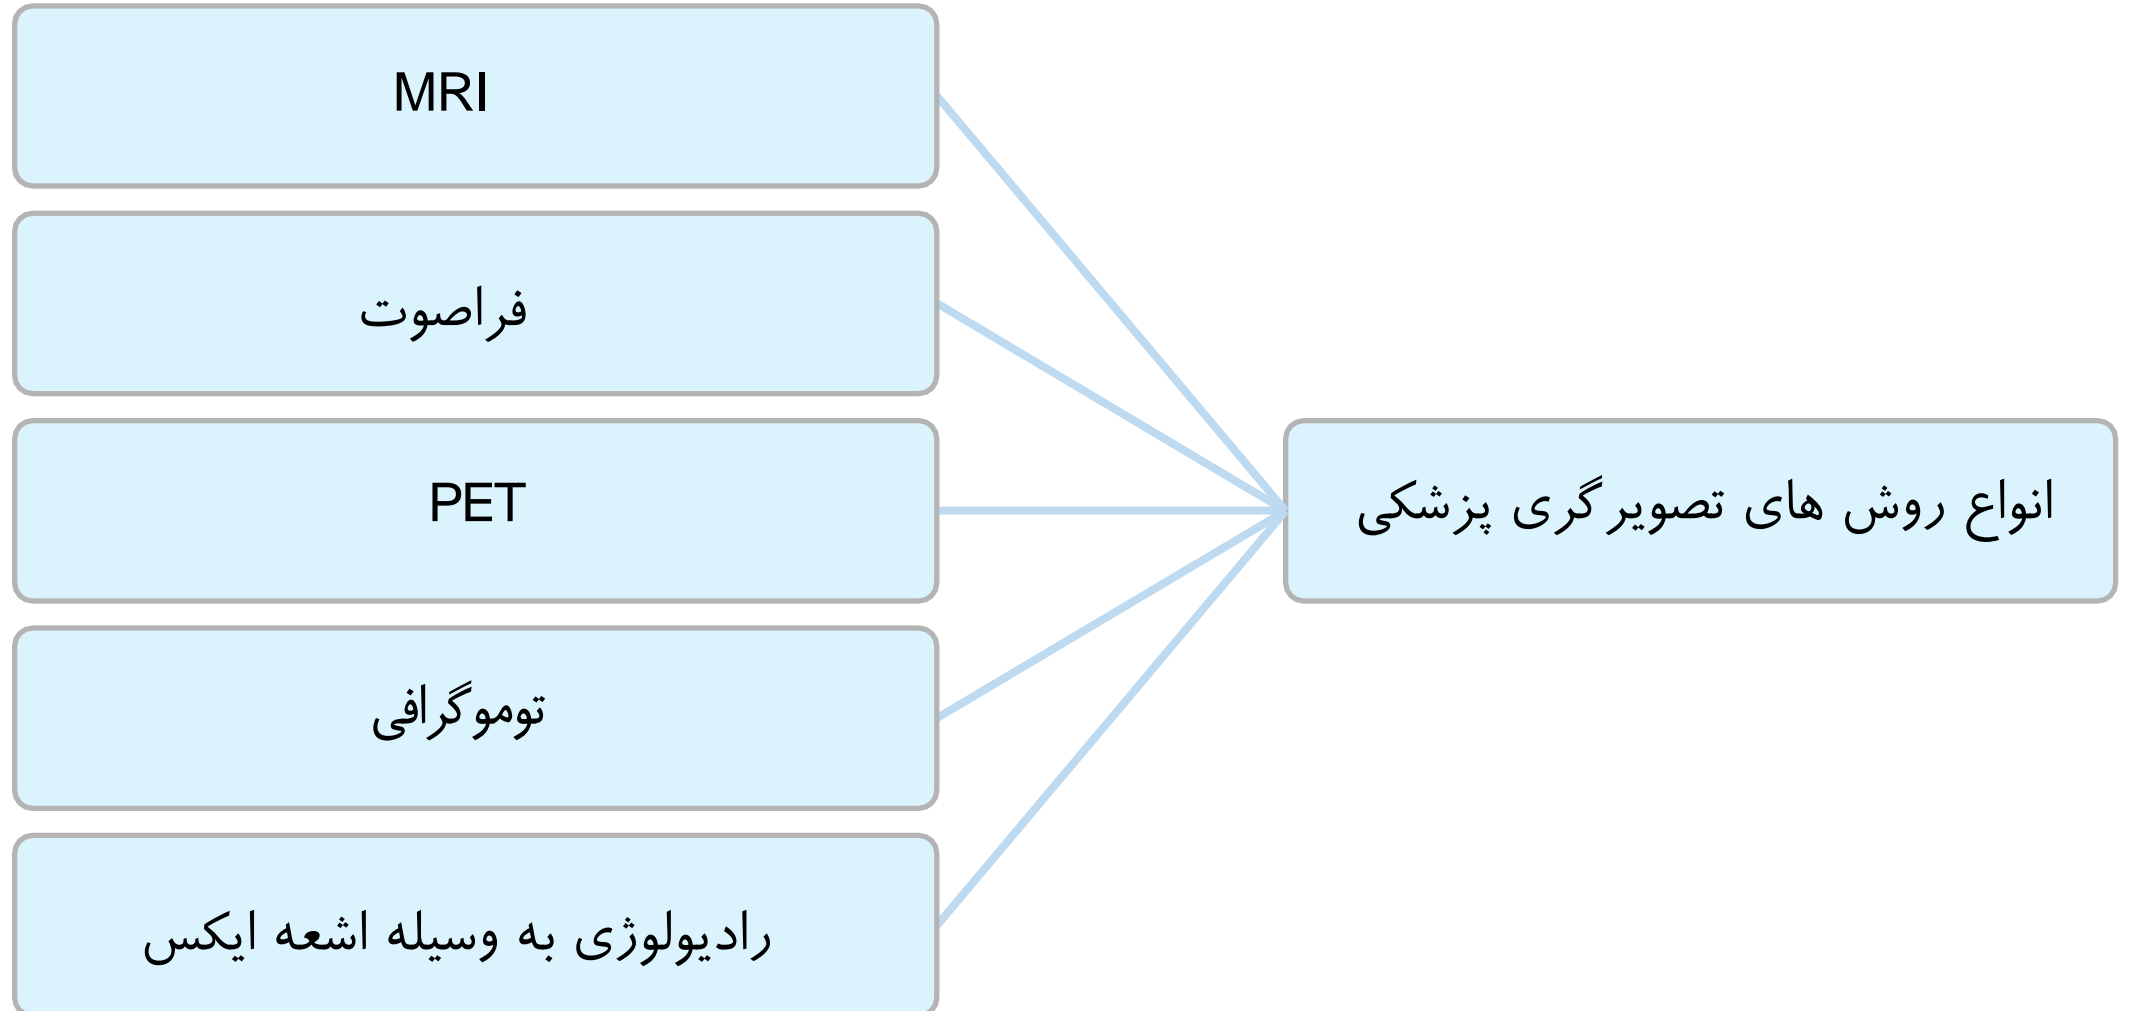 انواع روش های تصویرگری پزشکی
MRI
فراصوت
PET
توموگرافی
رادیولوژی به وسیله اشعه ایکس